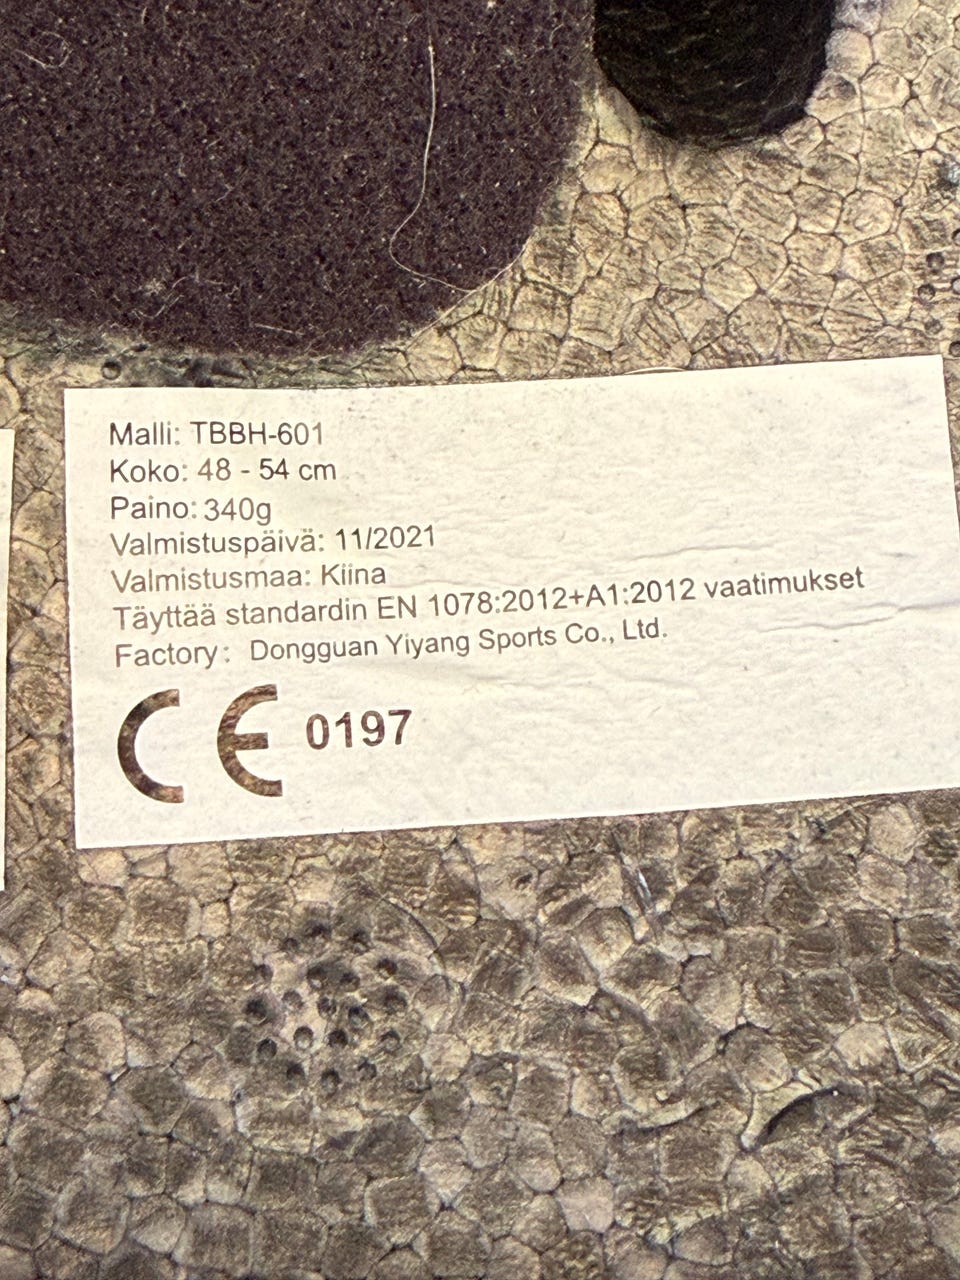 Malli: TBBH-601
Koko: 48 - 54 cm
Paino: 340g
Valmistuspäivä: 11/2021
Valmistusmaa: Kiina
Täyttää standardin EN 1078:2012+A1:2012 vaatimukset
Factory: Dongguan Yiyang Sports Co., Ltd.
CE 0197